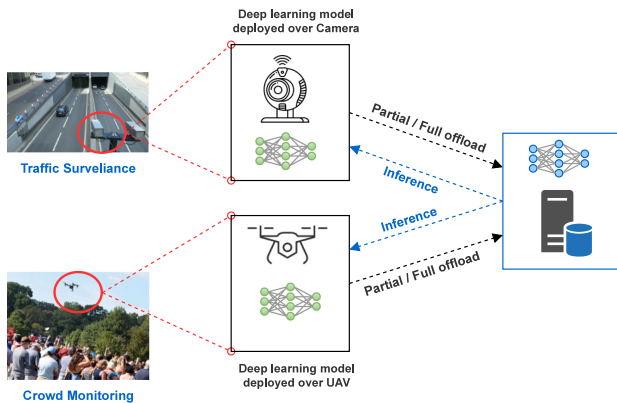 Deep learning model
deployed over Camera
Traffic Surveliance
Partial / Full offload
Inference
Inference
Partial / Full offload
Deep learning model
deployed over UAV
Crowd Monitoring